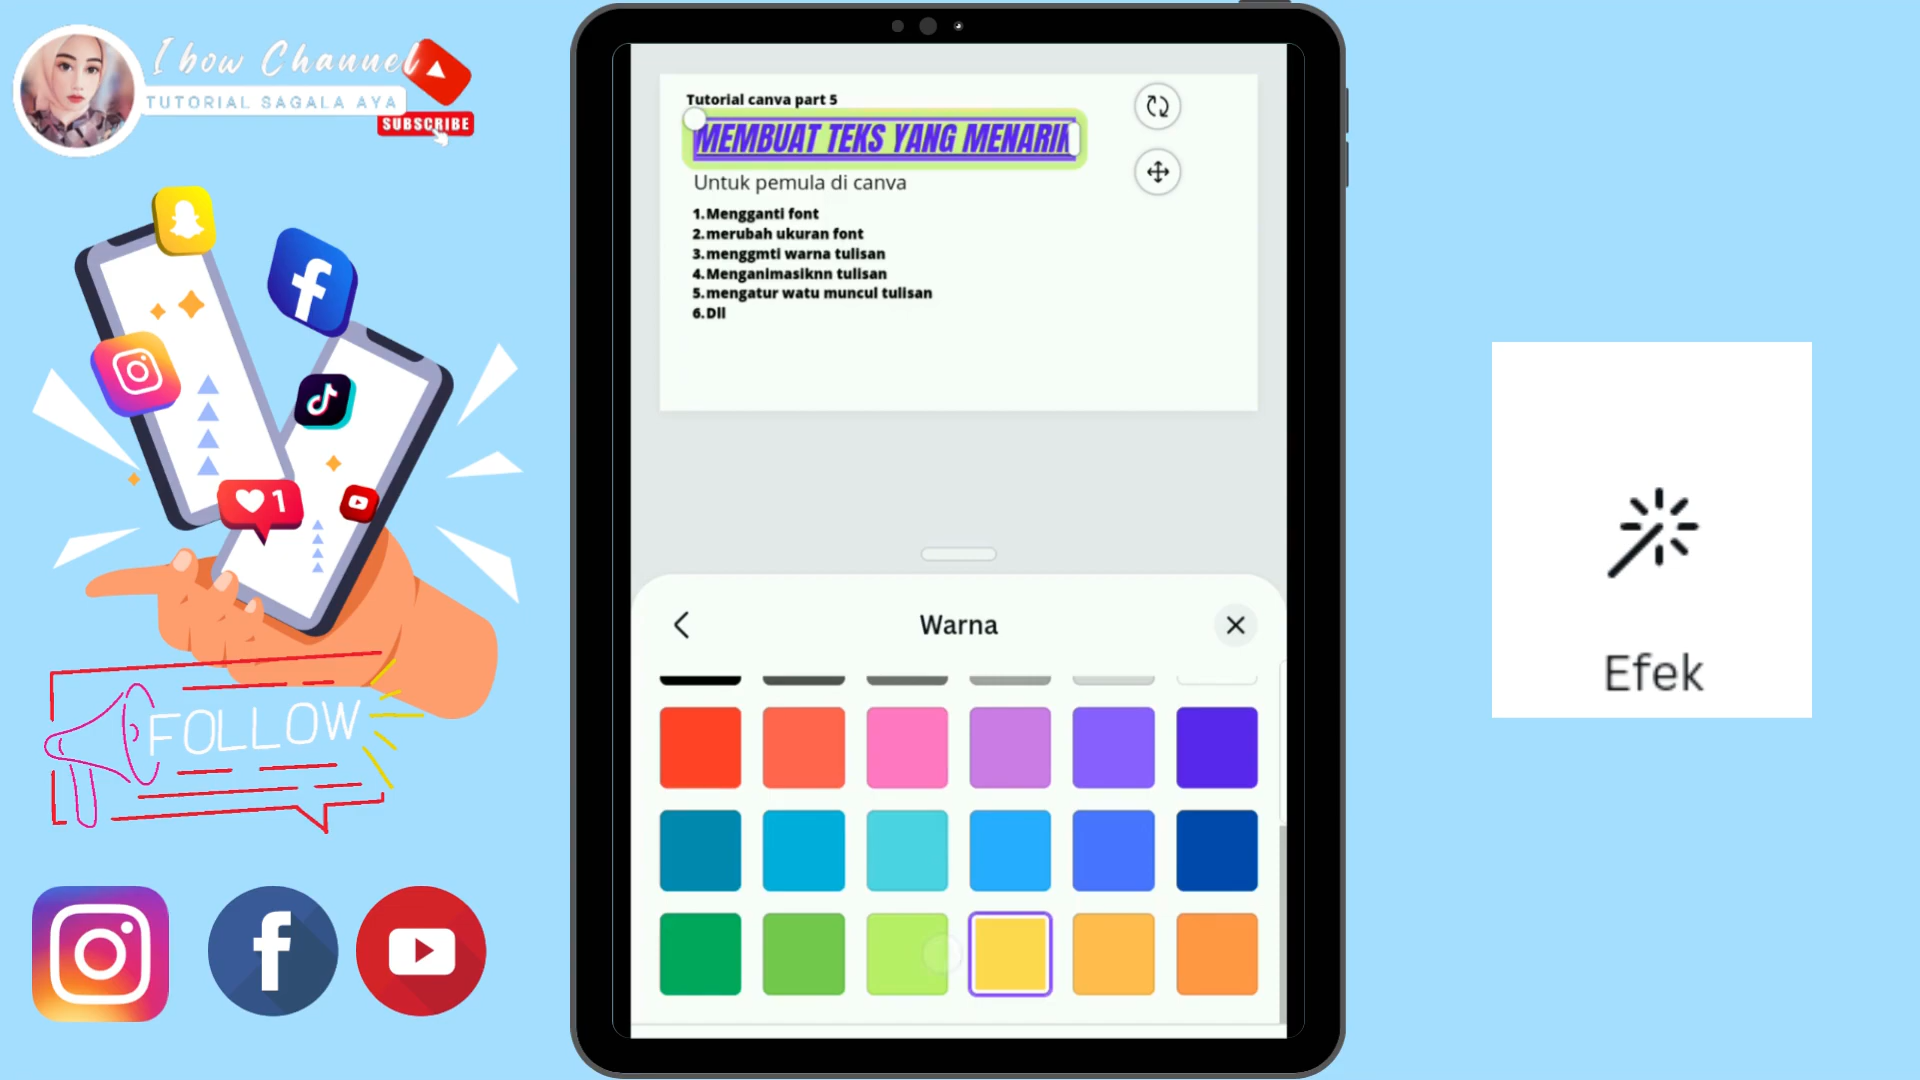 I bow Channel
TUTORIAL SAGALA AYA
SUBSCRIBE
1
FOLLOW
Tutorial canva part 5
MEMBUAT TEKS YANG MENARIK
Untuk pemula di canva
1.Mengganti font
2.merubah ukuran font
3.menggmti warna tulisan
4.Menganimasiknn tulisan
5.mengatur watu muncul tulisan
6.Dll
Warna
Efek